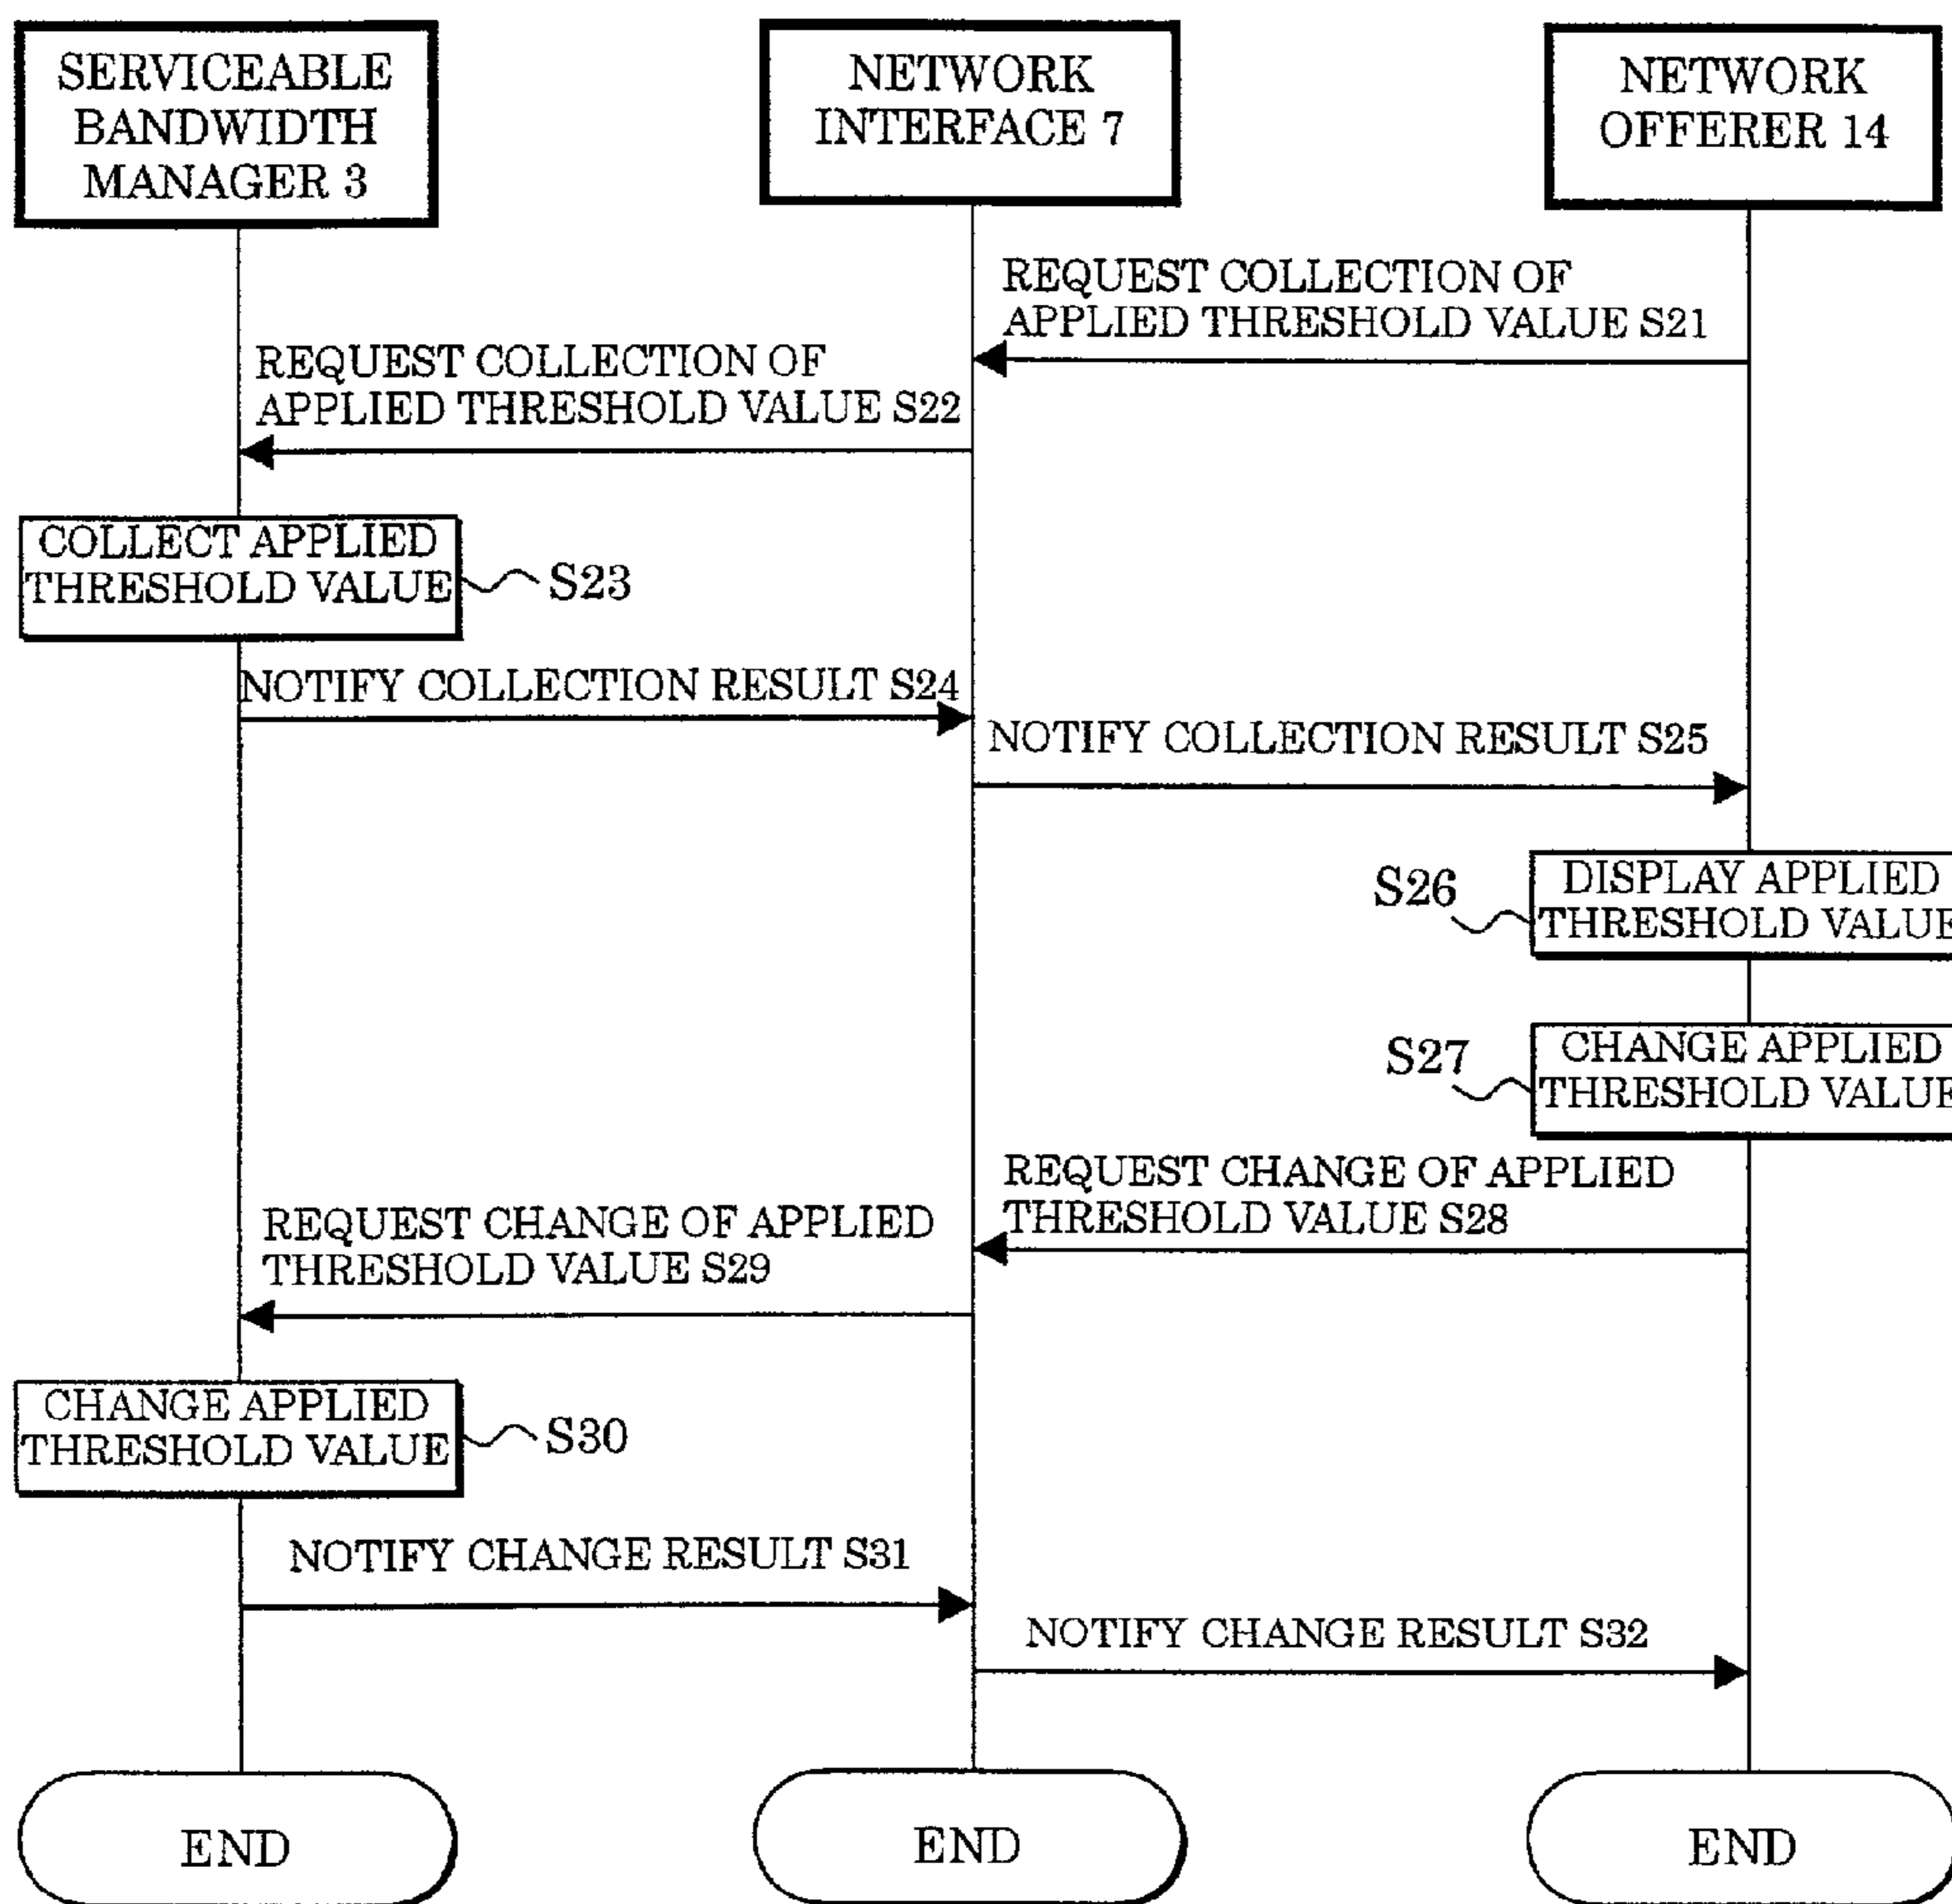 SERVICEABLE
BANDWIDTH
MANAGER 3
NETWORK
INTERFACE 7
NETWORK
OFFERER 14
REQUEST COLLECTION OF
APPLIED THRESHOLD VALUE S21
REQUEST COLLECTION OF
APPLIED THRESHOLD VALUE S22
COLLECT APPLIED
THRESHOLD VALUE
S23
NOTIFY COLLECTION RESULT S24
NOTIFY COLLECTION RESULT S25
S26
DISPLAY APPLIED
THRESHOLD VALUE
S27
CHANGE APPLIED
THRESHOLD VALUE
REQUEST CHANGE OF APPLIED
THRESHOLD VALUE S28
REQUEST CHANGE OF APPLIED
THRESHOLD VALUE S29
CHANGE APPLIED
THRESHOLD VALUE
S30
NOTIFY CHANGE RESULT S31
NOTIFY CHANGE RESULT S32
END
END
END